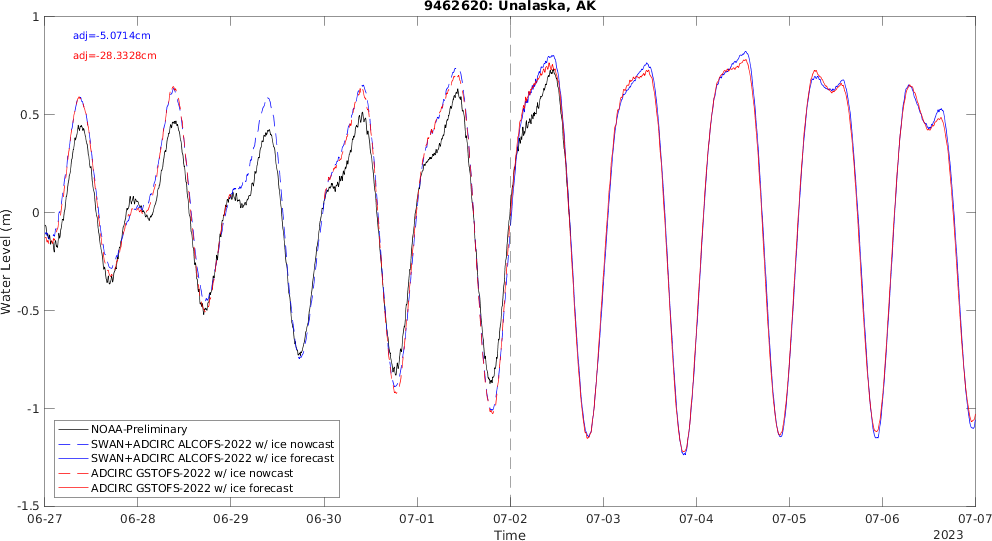 9462620: Unalaska, AK
adj=-5.0714cm
adj=-28.3328cm
Water Level (m)
1
0.5
0
-0.5
-1
-1.5
NOAA-Preliminary
SWAN+ADCIRC ALCOFS-2022 w/ ice nowcast
SWAN+ADCIRC ALCOFS-2022 w/ ice forecast
ADCIRC GSTOFS-2022 w/ ice nowcast
ADCIRC GSTOFS-2022 w/ ice forecast
06-27 06-28 06-29 06-30 07-01 07-02 07-03 07-04 07-05 07-06 07-07
Time
2023